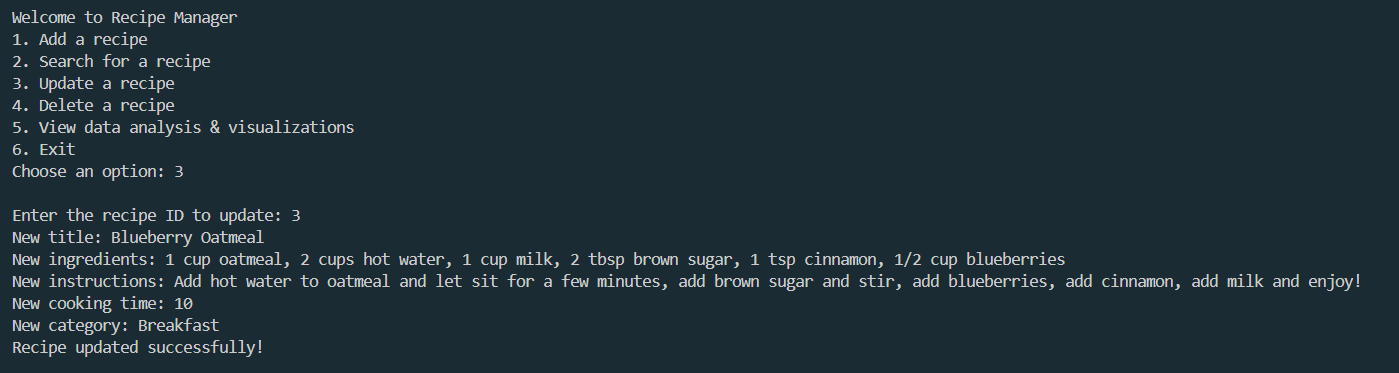 Welcome to Recipe Manager
1. Add a recipe
2. Search for a recipe
3. Update a recipe
4. Delete a recipe
5. View data analysis & visualizations
6. Exit
Choose an option: 3
Enter the recipe ID to update: 3
New title: Blueberry Oatmeal
New ingredients: 1 cup oatmeal, 2 cups hot water, 1 cup milk, 2 tbsp brown sugar, 1 tsp cinnamon, 1/2 cup blueberries
New instructions: Add hot water to oatmeal and let sit for a few minutes, add brown sugar and stir, add blueberries, add cinnamon, add milk and enjoy!
New cooking time: 10
New category: Breakfast
Recipe updated successfully!